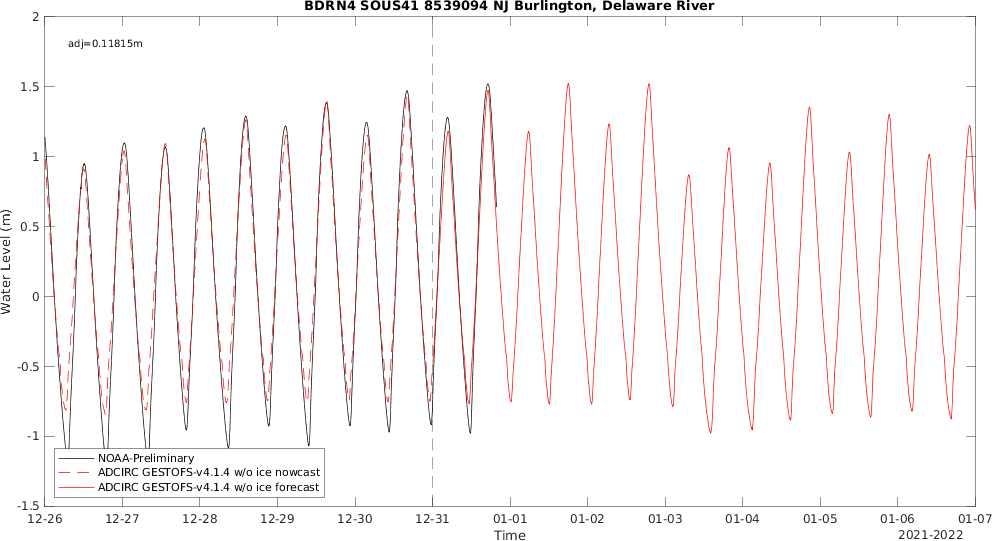 BDRN4 SOUS41 8539094 NJ Burlington, Delaware River
adj=0.11815m
2
1.5
1
0.5
0
-0.5
-1
-1.5
Water Level (m)
NOAA-Preliminary
ADCIRC GESTOFS-v4.1.4 w/o ice nowcast
ADCIRC GESTOFS-v4.1.4 w/o ice forecast
12-26 12-27 12-28 12-29 12-30 12-31 01-01 01-02 01-03 01-04 01-05 01-06 01-07
Time
2021-2022